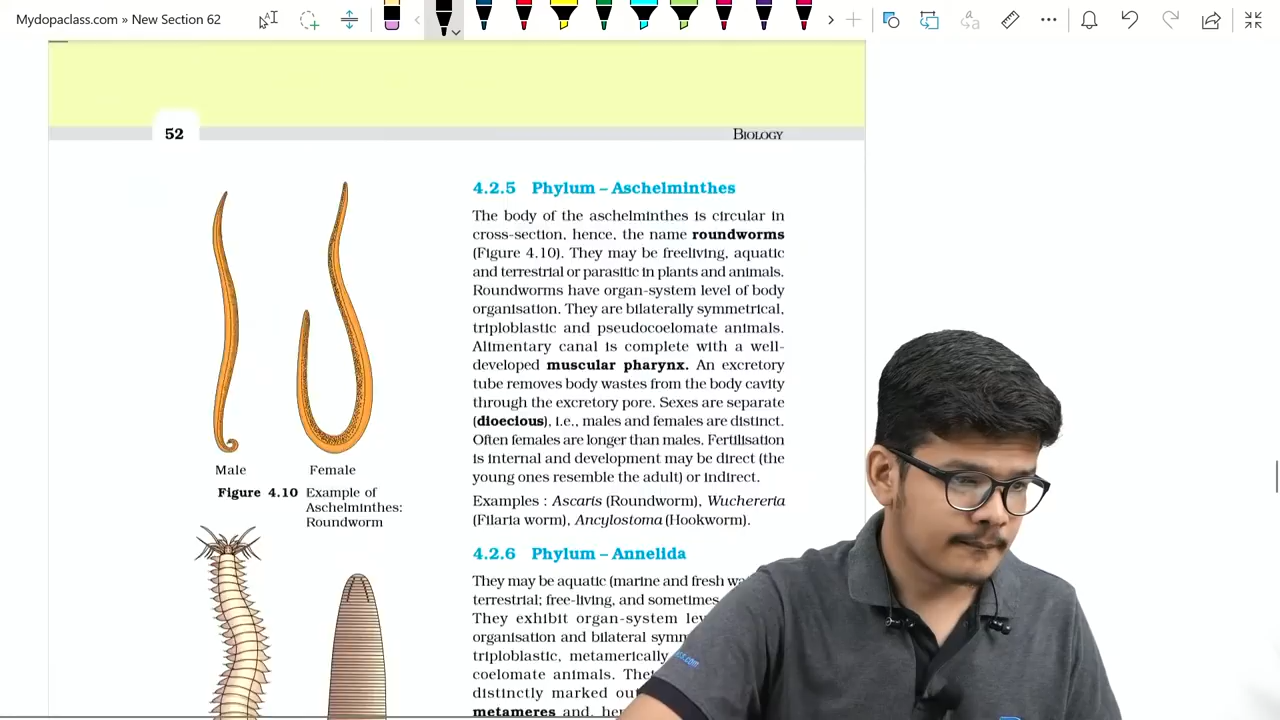 Mydopaclass.com » New Section 62
52
BIOLOGY
4.2.5 Phylum – Aschelminthes
The body of the aschelminthes is circular in
cross-section, hence, the name roundworms
(Figure 4.10). They may be freeliving, aquatic
and terrestrial or parasitic in plants and animals.
Roundworms have organ-system level of body
organisation. They are bilaterally symmetrical,
triploblastic and pseudocoelomate animals.
Alimentary canal is complete with a well-
developed muscular pharynx. An excretory
tube removes body wastes from the body cavity
through the excretory pore. Sexes are separate
(dioecious), i.e., males and females are distinct.
Often females are longer than males. Fertilisation
is internal and development may be direct (the
young ones resemble the adult) or indirect.
Examples : Ascaris (Roundworm), Wuchereria
(Filaria worm), Ancylostoma (Hookworm).
Male
Female
Figure 4.10 Example of
Aschelminthes:
Roundworm
4.2.6 Phylum – Annelida
They may be aquatic (marine and fresh
terrestrial; free-living, and sometimes
They exhibit organ-system
organisation and bilateral
triploblastic, metamerically
coelomate animals.
distinctly marked
metameres and,